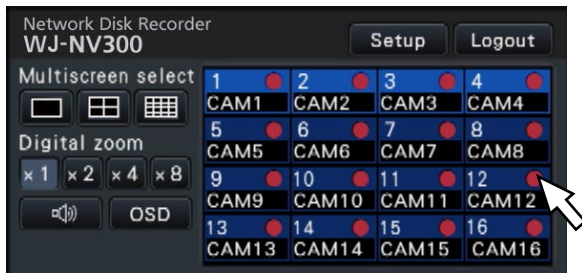 Network Disk Recorder
WJ-NV300
Setup Logout
Multiscreen select
Digital zoom
×1 ×2 ×4 ×8
OSD
1 2 3 4
CAM1 CAM2 CAM3 CAM4
5 6 7 8
CAM5 CAM6 CAM7 CAM8
9 10 11 12
CAM9 CAM10 CAM11 CAM12
13 14 15 16
CAM13 CAM14 CAM15 CAM16